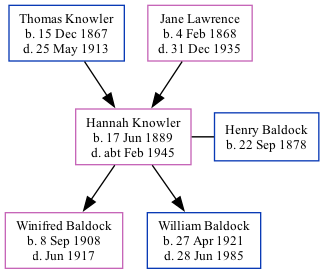 Thomas Knowler
b. 15 Dec 1867
d. 25 May 1913
Jane Lawrence
b. 4 Feb 1868
d. 31 Dec 1935
Hannah Knowler
b. 17 Jun 1889
d. abt Feb 1945
Henry Baldock
b. 22 Sep 1878
Winifred Baldock
b. 8 Sep 1908
d. Jun 1917
William Baldock
b. 27 Apr 1921
d. 28 Jun 1985